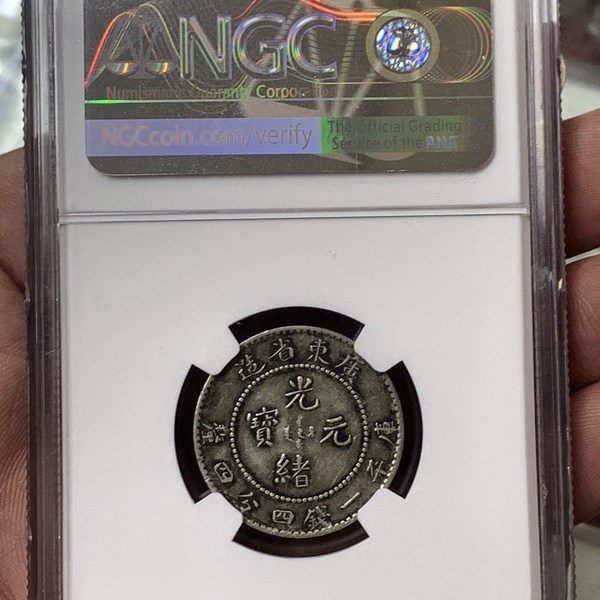 NGC
Numismatic Guaranty Corporation
NGCcoin.com/verify
The Official Grading
Service of the ANA
廣東省造
光緒元寶
庫平一錢四分四釐